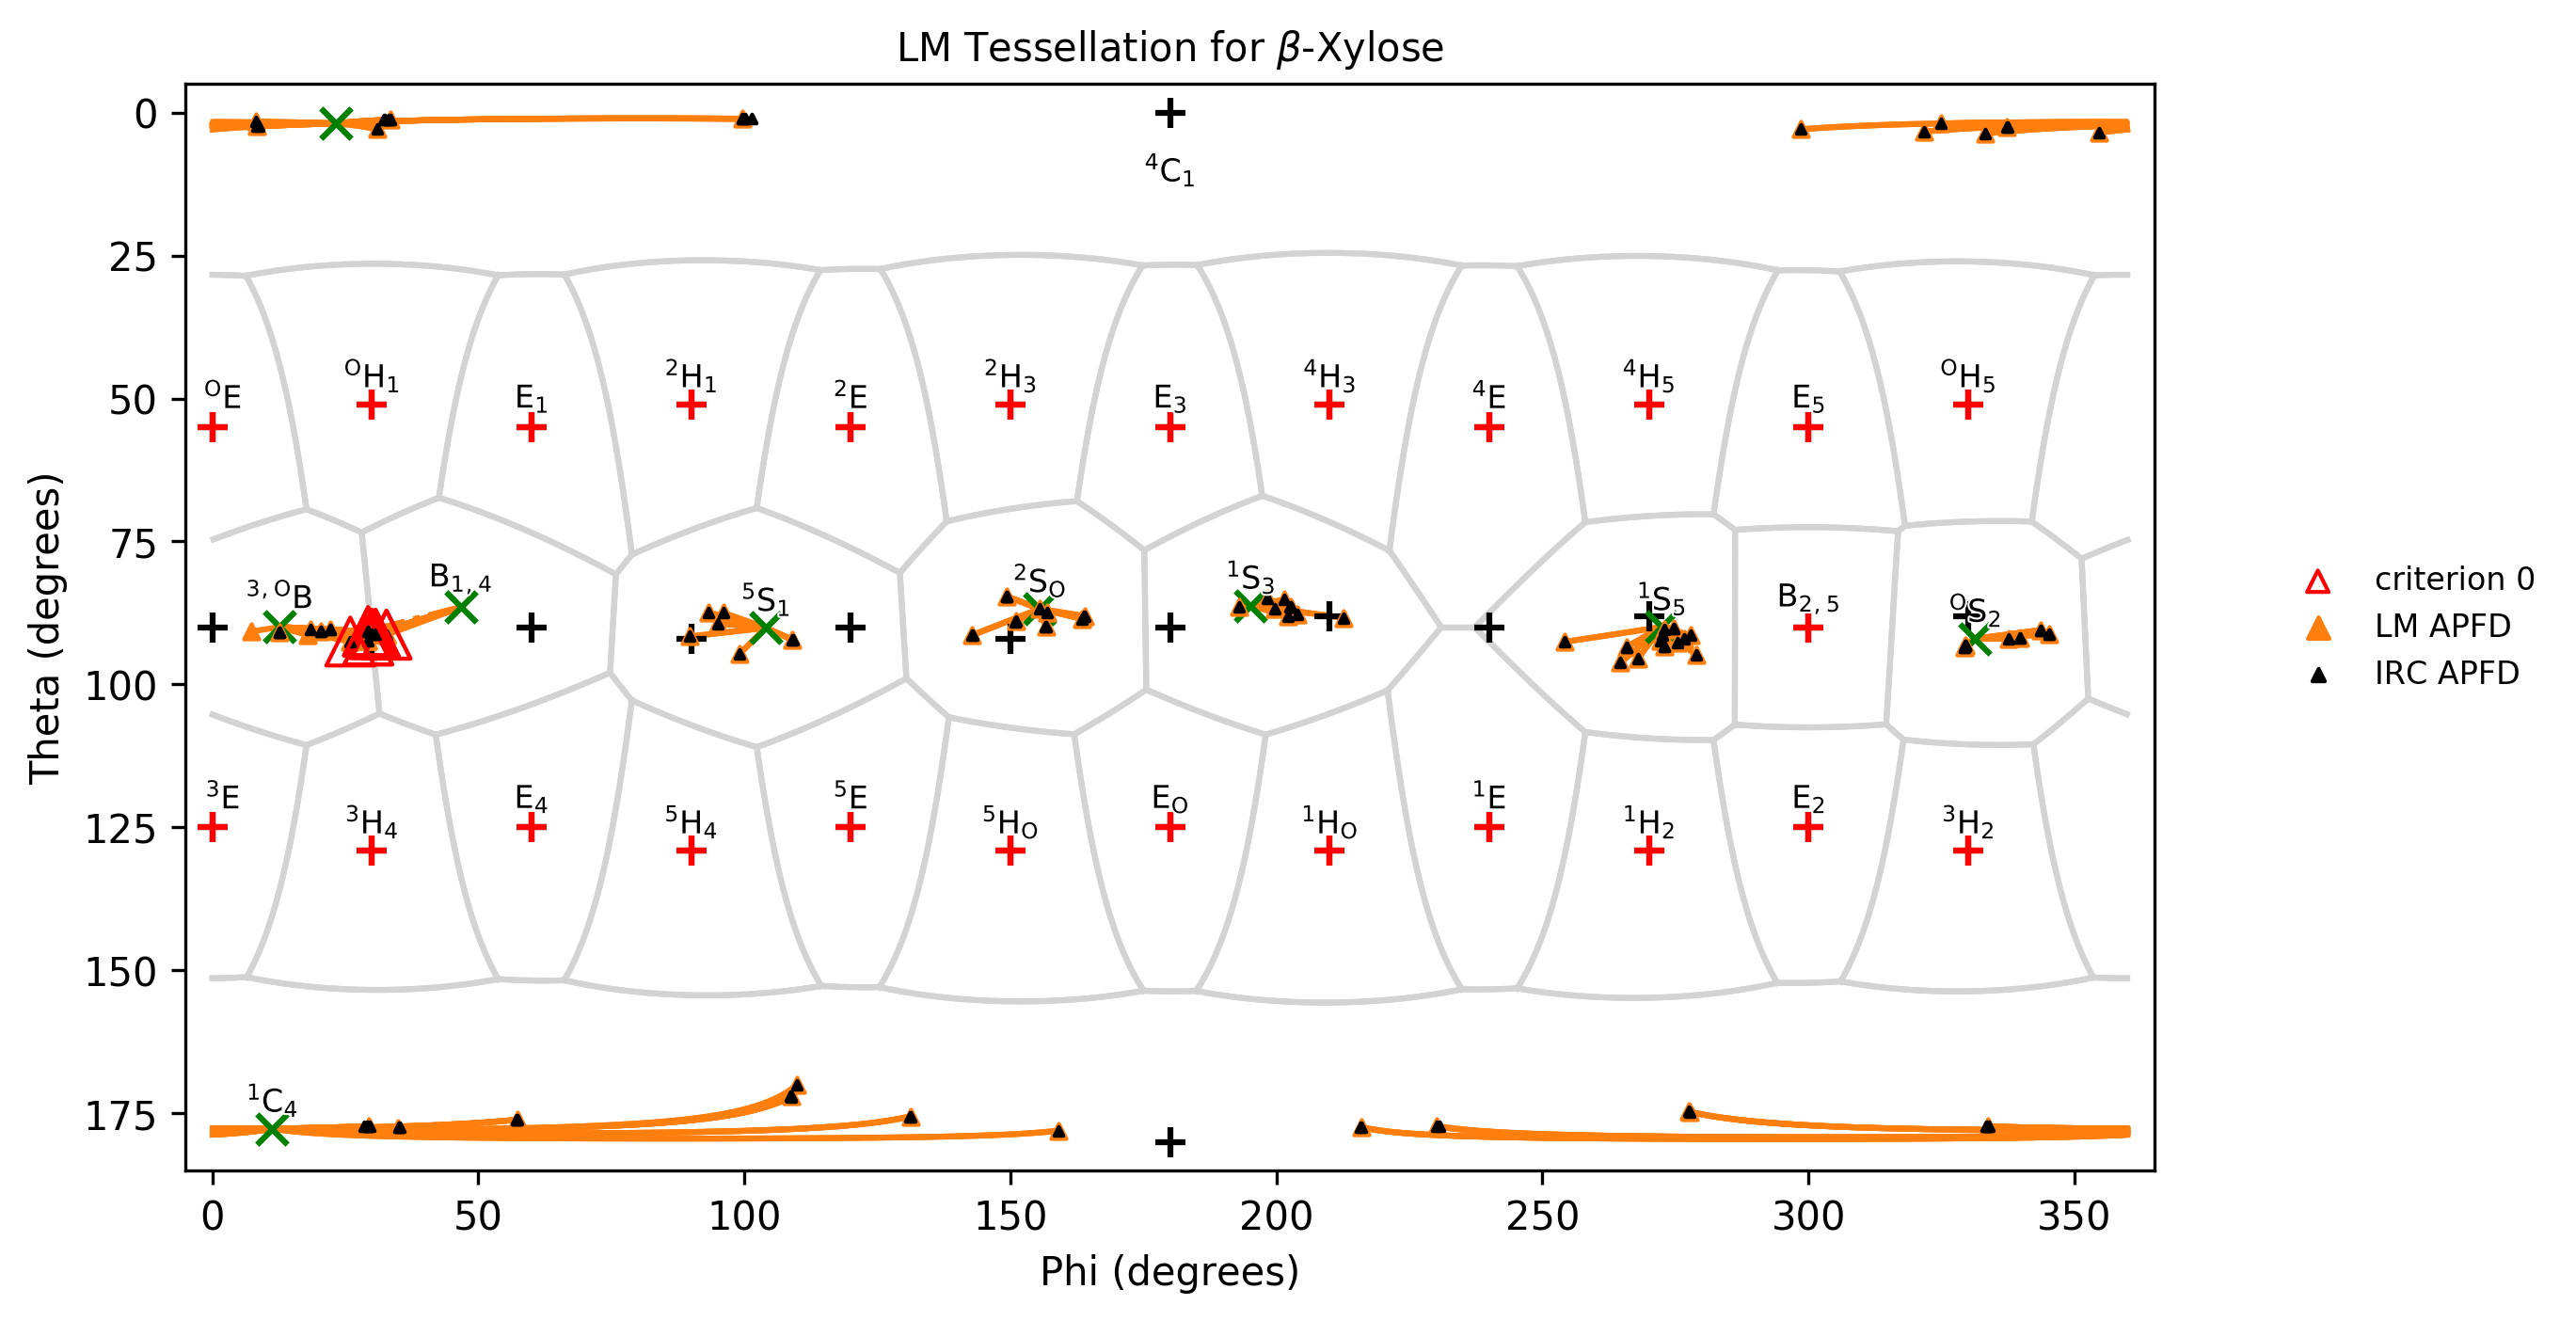 LM Tessellation for β-Xylose
Theta (degrees)
0
25
50
75
100
125
150
175
⁴C₁
ᴼE ᴼH₁ E₁ ²H₁ ²E ²H₃ E₃ ⁴H₃ ⁴E ⁴H₅ E₅ ᴼH₅
³,ᴼB B₁,₄ ⁵S₁ ²Sₒ ¹S₃ ¹S₅ B₂,₅ ᴼS₂
³E ³H₄ E₄ ⁵H₄ ⁵E ⁵Hₒ Eₒ ¹Hₒ ¹E ¹H₂ E₂ ³H₂
¹C₄
0 50 100 150 200 250 300 350
Phi (degrees)
criterion 0
LM APFD
IRC APFD